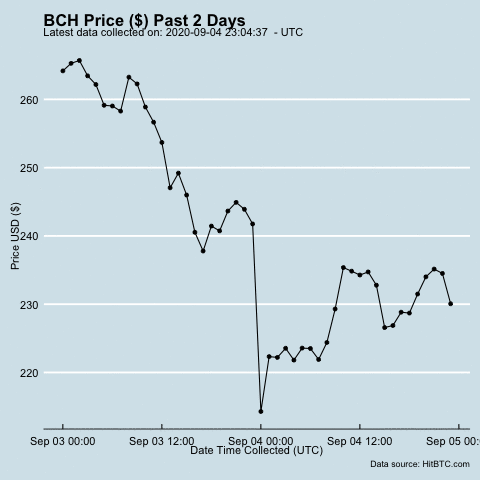 BCH Price ($) Past 2 Days
Latest data collected on: 2020-09-04 23:04:37 - UTC
260
250
240
230
220
Price USD ($)
Sep 03 00:00 Sep 03 12:00 Sep 04 00:00 Sep 04 12:00 Sep 05 00:
Date Time Collected (UTC)
Data source: HitBTC.com